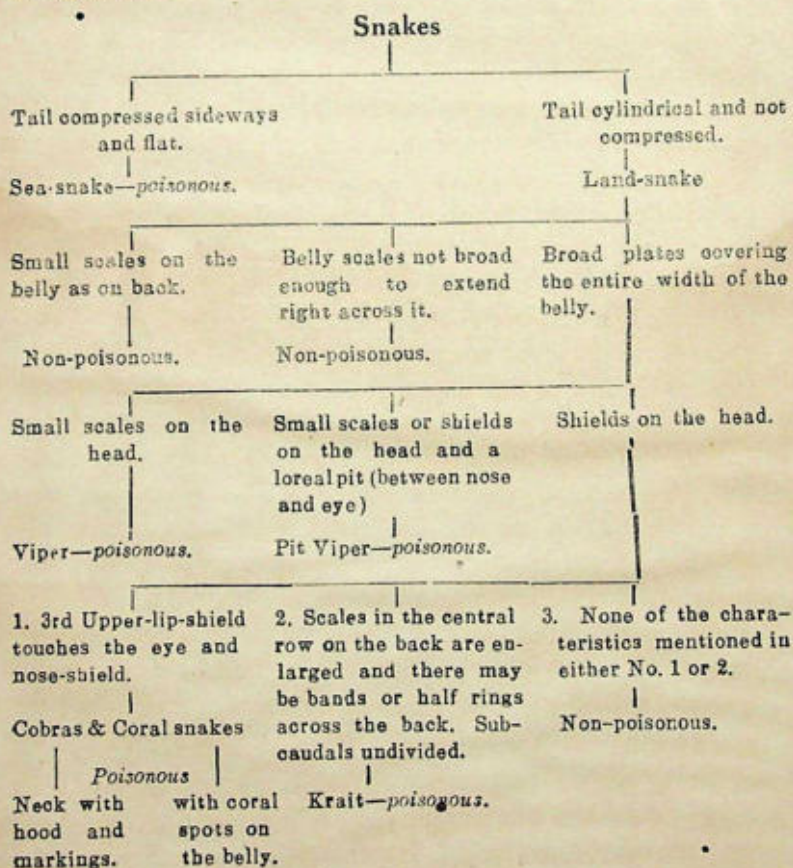 Snakes
Tail compressed sideways
and flat.
Tail cylindrical and not
compressed.
Sea-snake—poisonous.
Land-snake
Small scales on the
belly as on back.
Belly scales not broad
enough to extend
right across it.
Broad plates covering
the entire width of the
belly.
Non-poisonous.
Non-poisonous.
Small scales on the
head.
Small scales or shields
on the head and a
loreal pit (between nose
and eye)
Shields on the head.
Viper—poisonous.
Pit Viper—poisonous.
1. 3rd Upper-lip-shield
touches the eye and
nose-shield.
2. Scales in the central
row on the back are en-
larged and there may
be bands or half rings
across the back. Sub-
caudals undivided.
3. None of the chara-
teristics mentioned in
either No. 1 or 2.
Cobras & Coral snakes
Non-poisonous.
Poisonous
Neck with
hood and
markings.
with coral
spots on
the belly.
Krait—poisonous.